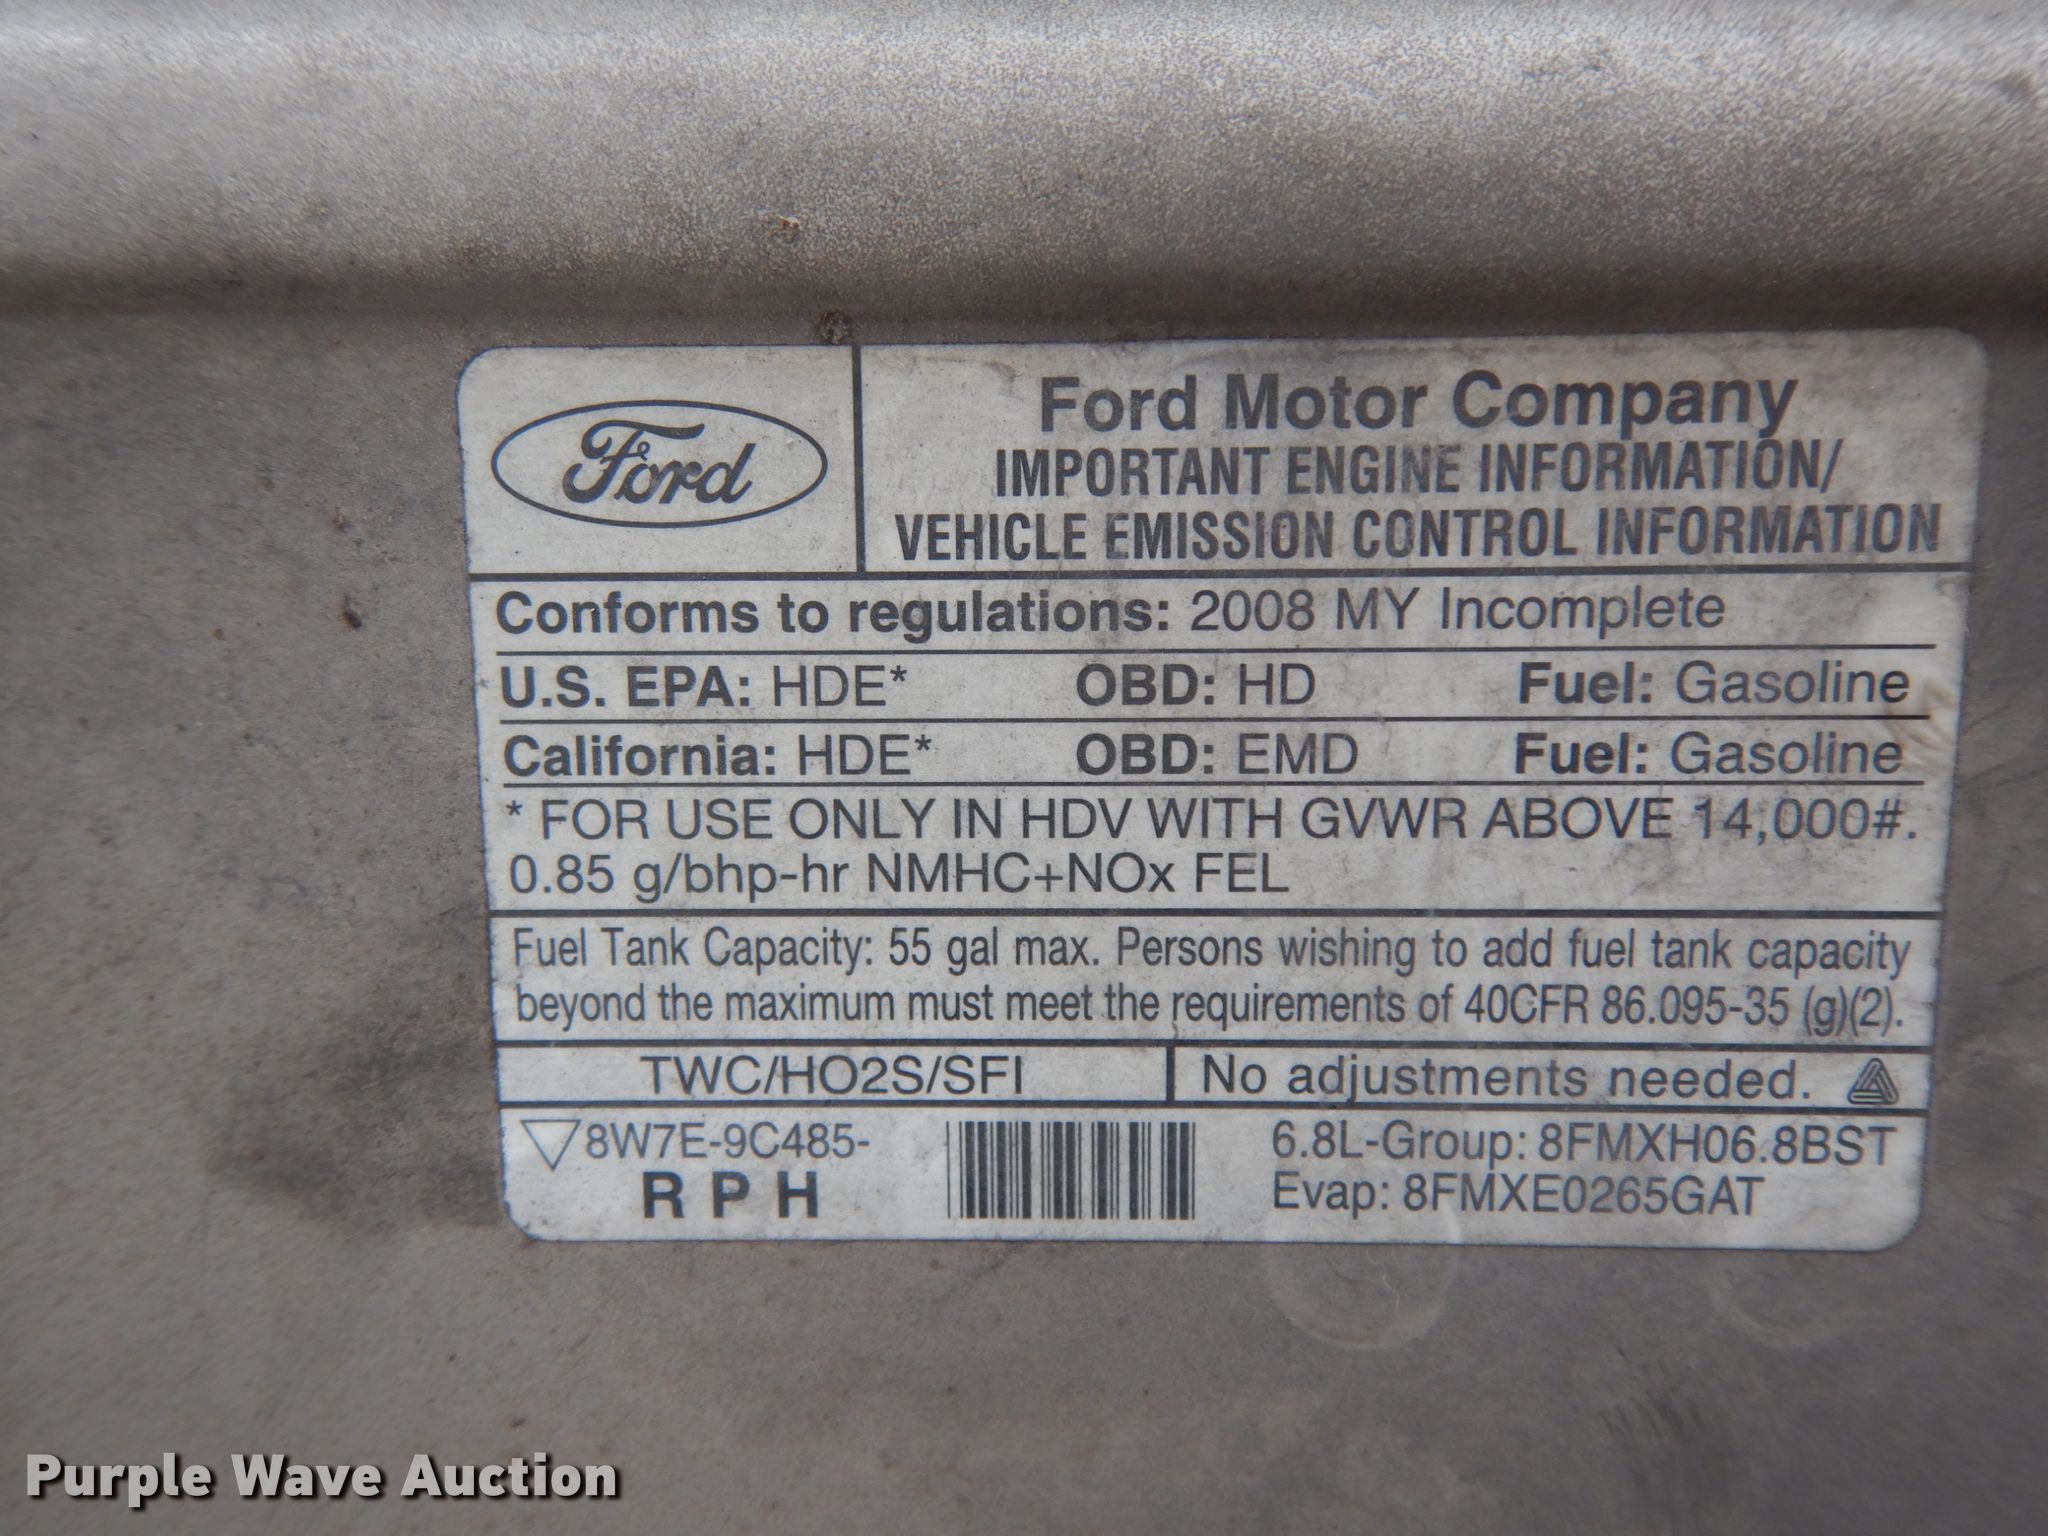 Ford
Ford Motor Company
IMPORTANT ENGINE INFORMATION/
VEHICLE EMISSION CONTROL INFORMATION
Conforms to regulations: 2008 MY Incomplete
U.S. EPA: HDE* OBD: HD Fuel: Gasoline
California: HDE* OBD: EMD Fuel: Gasoline
* FOR USE ONLY IN HDV WITH GVWR ABOVE 14,000#.
0.85 g/bhp-hr NMHC+NOx FEL
Fuel Tank Capacity: 55 gal max. Persons wishing to add fuel tank capacity
beyond the maximum must meet the requirements of 40CFR 86.095-35 (g)(2).
TWC/HO2S/SFI No adjustments needed.
8W7E-9C485-
R P H
6.8L-Group: 8FMXH06.8BST
Evap: 8FMXE0265GAT
Purple Wave Auction